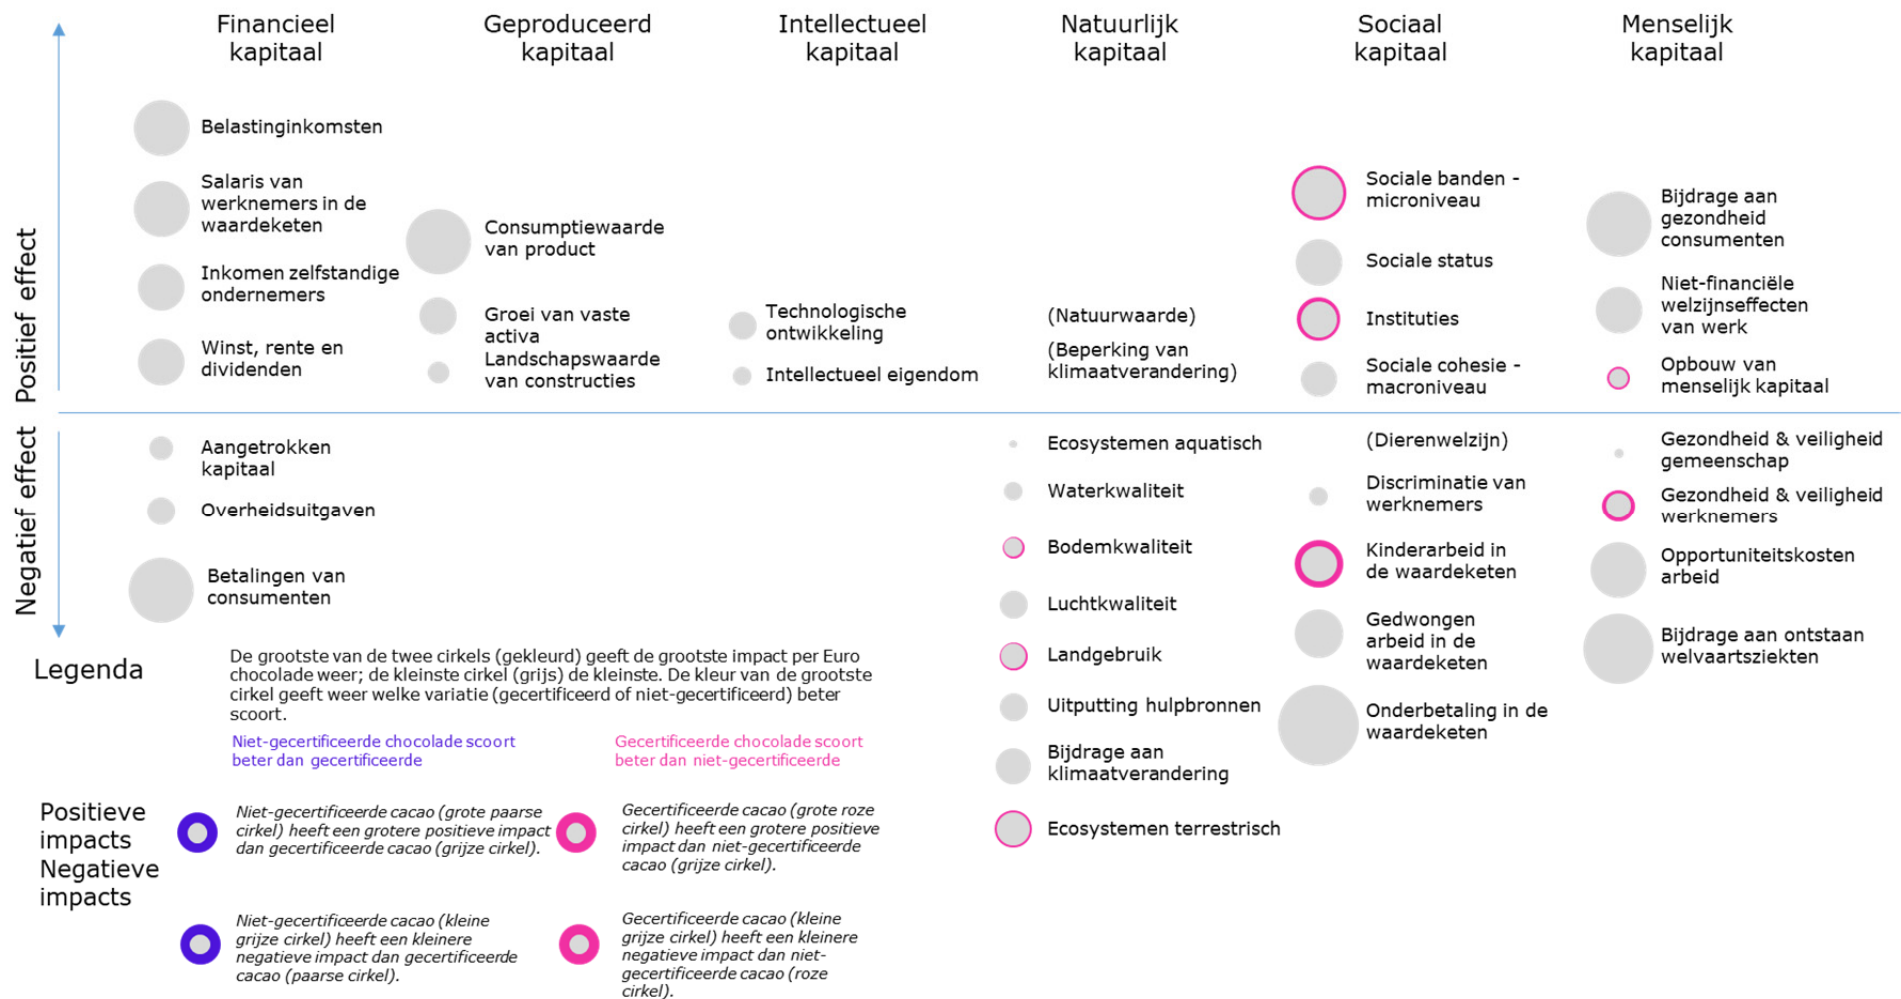 Financieel
kapitaal
Geproduceerd
kapitaal
Intellectueel
kapitaal
Natuurlijk
kapitaal
Sociaal
kapitaal
Menselijk
kapitaal
Positief effect
Belastinginkomsten
Salaris van
werknemers in de
waardeketen
Inkomen zelfstandige
ondernemers
Winst, rente en
dividenden
Consumptiewaarde
van product
Groei van vaste
activa
Landschapswaarde
van constructies
Technologische
ontwikkeling
Intellectueel eigendom
(Natuurwaarde)
(Beperking van
klimaatverandering)
Sociale banden -
microniveau
Sociale status
Instituties
Sociale cohesie -
macroniveau
Bijdrage aan
gezondheid
consumenten
Niet-financiële
welzijnseffecten
van werk
Opbouw van
menselijk kapitaal
Negatief effect
Aangetrokken
kapitaal
Overheidsuitgaven
Betalingen van
consumenten
Ecosystemen aquatisch
Waterkwaliteit
Bodemkwaliteit
Luchtkwaliteit
Landgebruik
Uitputting hulpbronnen
Bijdrage aan
klimaatverandering
Ecosystemen terrestrisch
(Dierenwelzijn)
Discriminatie van
werknemers
Kinderarbeid in
de waardeketen
Gedwongen
arbeid in de
waardeketen
Onderbetaling in de
waardeketen
Gezondheid & veiligheid
gemeenschap
Gezondheid & veiligheid
werknemers
Opportuniteitskosten
arbeid
Bijdrage aan ontstaan
welvaartsziekten
Legenda
De grootste van de twee cirkels (gekleurd) geeft de grootste impact per Euro
chocolade weer; de kleinste cirkel (grijs) de kleinste. De kleur van de grootste
cirkel geeft weer welke variatie (gecertificeerd of niet-gecertificeerd) beter
scoort.
Niet-gecertificeerde chocolade scoort
beter dan gecertificeerde
Gecertificeerde chocolade scoort
beter dan niet-gecertificeerde
Positieve
impacts
Negatieve
impacts
Niet-gecertificeerde cacao (grote paarse
cirkel) heeft een grotere positieve impact
dan gecertificeerde cacao (grijze cirkel).
Gecertificeerde cacao (grote roze
cirkel) heeft een grotere positieve
impact dan niet-gecertificeerde
cacao (grijze cirkel).
Niet-gecertificeerde cacao (kleine
grijze cirkel) heeft een kleinere
negatieve impact dan gecertificeerde
cacao (paarse cirkel).
Gecertificeerde cacao (kleine
grijze cirkel) heeft een kleinere
negatieve impact dan niet-
gecertificeerde cacao (roze
cirkel).